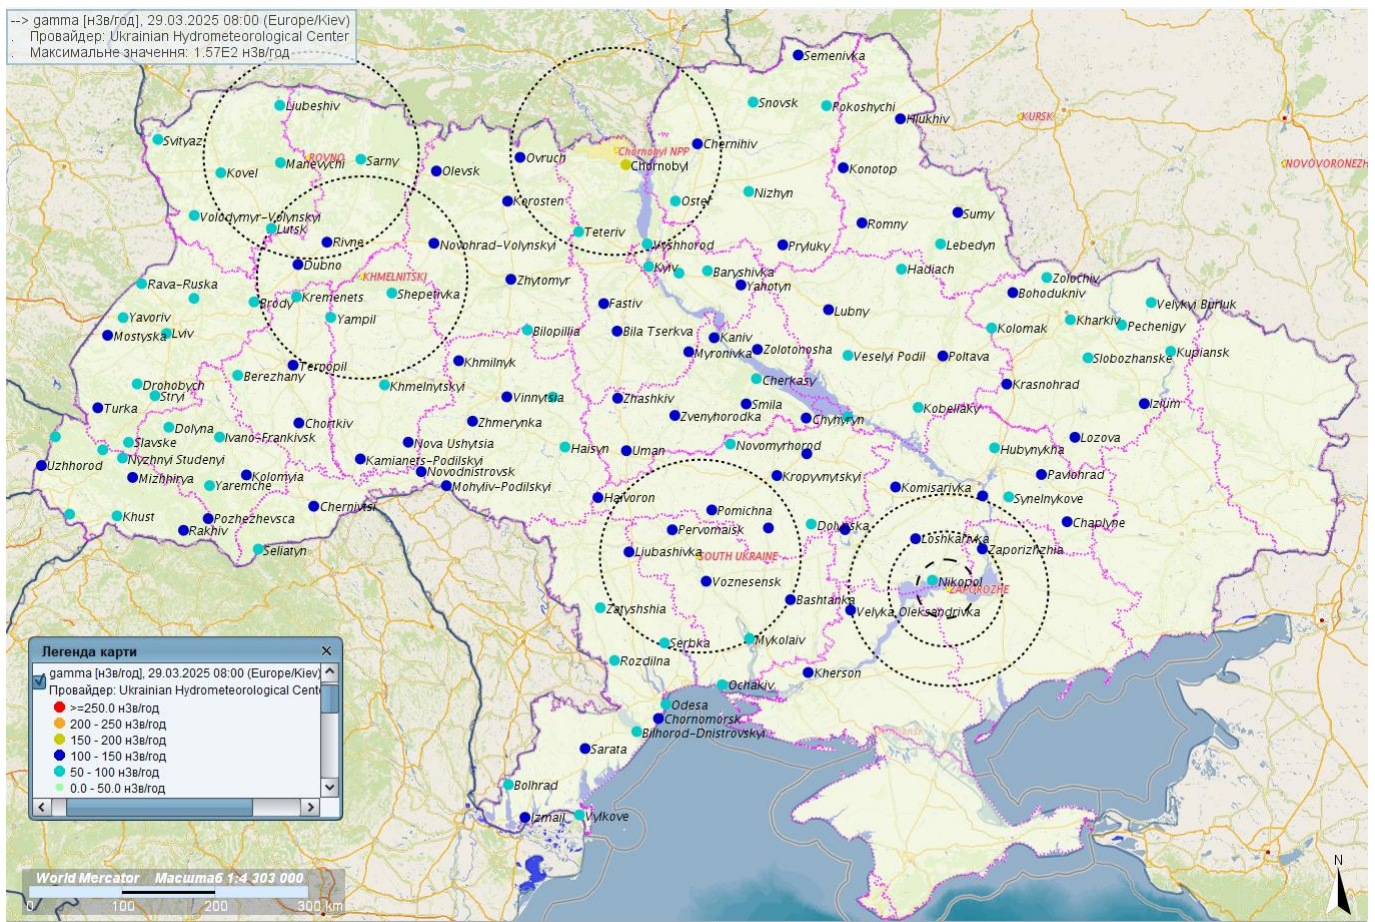 --> gamma [нЗв/год], 29.03.2025 08:00 (Europe/Kiev)
. Провайдер: Ukrainian Hydrometeorological Center
. Максимальне значення: 1.57E2 нЗв/год
Semenivka
Snovsk
Pokoshychi
Liubeshiv
Hlukhiv
KURSK
Svityaz
Chernihiv
Chornobyl NPP
ROVNO
Sarny
Ovruch
Manevychi
Chornobyl
NOVOVORONEZH
Konotop
Kovel
Olevsk
Nizhyn
Korosten
Oster
Sumy
Volodymyr-Volynskyi
Romny
Lutsk
Teteriv
Rivne
Novohrad-Volynskyi
Vyshhorod
Pryluky
Lebedyn
Dubno
Kyiv
Baryshivka
Hadiach
KHMELNITSKI
Zhytomyr
Zolochiv
Rava-Ruska
Yahotyn
Shepetivka
Bohodukniv
Kremenets
Brody
Fastiv
Velykyi Burluk
Lubny
Yavoriv
Yampil
Kharkiv
Pechenigy
Kolomak
Mostyska
Lviv
Bilopillia
Bila Tserkva
Kaniv
Myronivka
Zolotonosha
Veselyi Podil
Poltava
Slobozhanske
Kupiansk
Khmilnyk
Ternopil
Berezhany
Cherkasy
Drohobych
Khmelnytskyi
Krasnohrad
Stryi
Vinnytsia
Zhashkiv
Smila
Turka
Kobeliaky
Izium
Zvenyhorodka
Chyhyryn
Chortkiv
Zhmerynka
Dolyna
Ivano-Frankivsk
Slavske
Nova Ushytsia
Haisyn
Uman
Novomyrhorod
Lozova
Hubynykha
Nyzhnyi Studenyi
Kamianets-Podilskyi
Uzhhorod
Novodnistrovsk
Mizhhirya
Kolomyia
Kropyvnytskyi
Pavlohrad
Yaremche
Mohyliv-Podilskyi
Komisarivka
Haivoron
Synelnykove
Chernivtsi
Pomichna
Khust
Pozhezhevsca
Chaplyne
Rakhiv
Pervomaisk
Dolynska
Loshkarivka
Seliatyn
Liubashivka
SOUTH UKRAINE
Zaporizhzhia
Voznesensk
Nikopol
ZAPOROZHE
Bashtanka
Zatyshshia
Velyka Oleksandrivka
Serbka
Mykolaiv
Rozdilna
Kherson
Ochakiv
Odesa
Chornomorsk
Bilhorod-Dnistrovskyi
Sarata
Bolhrad
Izmail
Vylkove
Легенда карти
gamma [нЗв/год], 29.03.2025 08:00 (Europe/Kiev)
Провайдер: Ukrainian Hydrometeorological Cent
>=250.0 нЗв/год
200 - 250 нЗв/год
150 - 200 нЗв/год
100 - 150 нЗв/год
50 - 100 нЗв/год
0.0 - 50.0 нЗв/год
World Mercator Масштаб 1:4 303 000
0 100 200 300 km
N